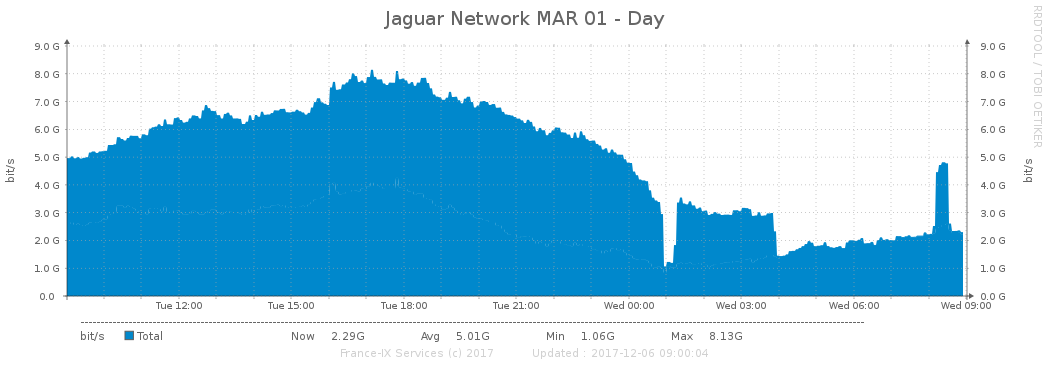 Jaguar Network MAR 01 - Day
RRDTOOL / TOBI OETIKER
9.0 G 9.0 G
8.0 G 8.0 G
7.0 G 7.0 G
6.0 G 6.0 G
5.0 G 5.0 G
4.0 G 4.0 G
3.0 G 3.0 G
2.0 G 2.0 G
1.0 G 1.0 G
0.0 0.0 G
bit/s
bit/s
Tue 12:00 Tue 15:00 Tue 18:00 Tue 21:00 Wed 00:00 Wed 03:00 Wed 06:00 Wed 09:00
bit/s Total Now 2.29G Avg 5.01G Min 1.06G Max 8.13G
France-IX Services (c) 2017 Updated : 2017-12-06 09:00:04